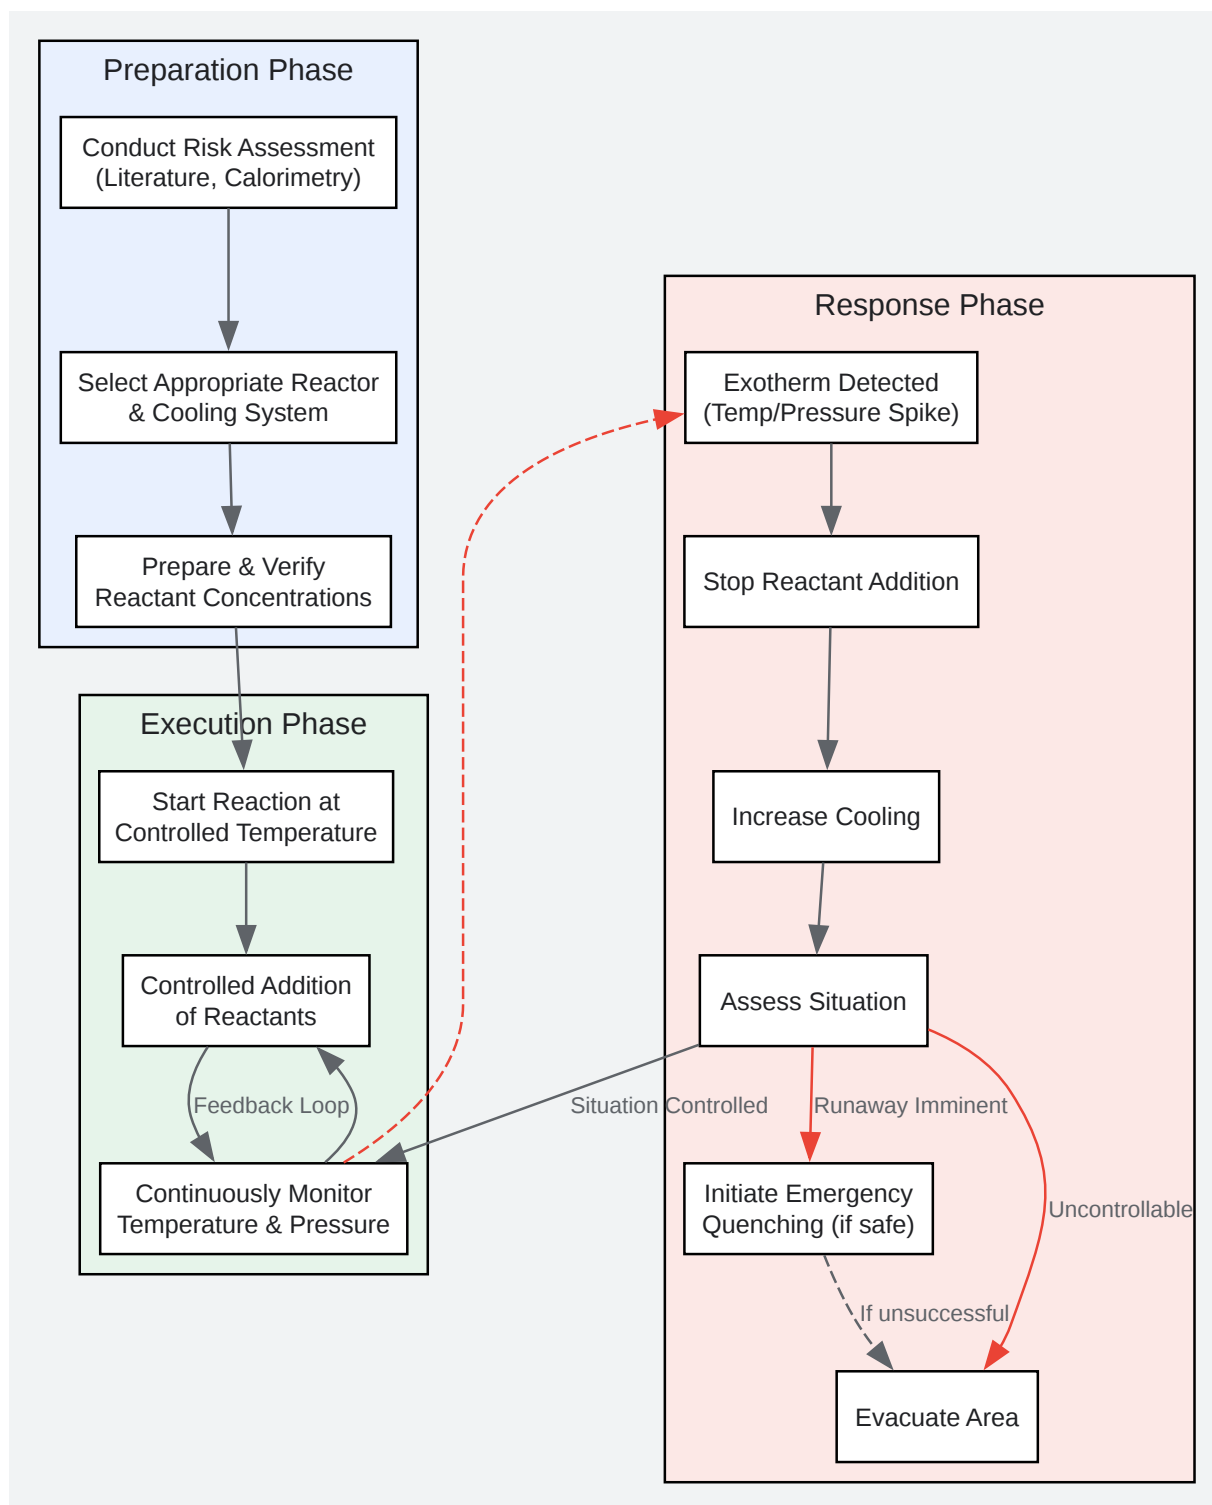 Preparation Phase
Conduct Risk Assessment
(Literature, Calorimetry)
Select Appropriate Reactor
& Cooling System
Prepare & Verify
Reactant Concentrations
Execution Phase
Start Reaction at
Controlled Temperature
Controlled Addition
of Reactants
Feedback Loop
Continuously Monitor
Temperature & Pressure
Response Phase
Exotherm Detected
(Temp/Pressure Spike)
Stop Reactant Addition
Increase Cooling
Assess Situation
Situation Controlled
Runaway Imminent
Initiate Emergency
Quenching (if safe)
Uncontrollable
If unsuccessful
Evacuate Area